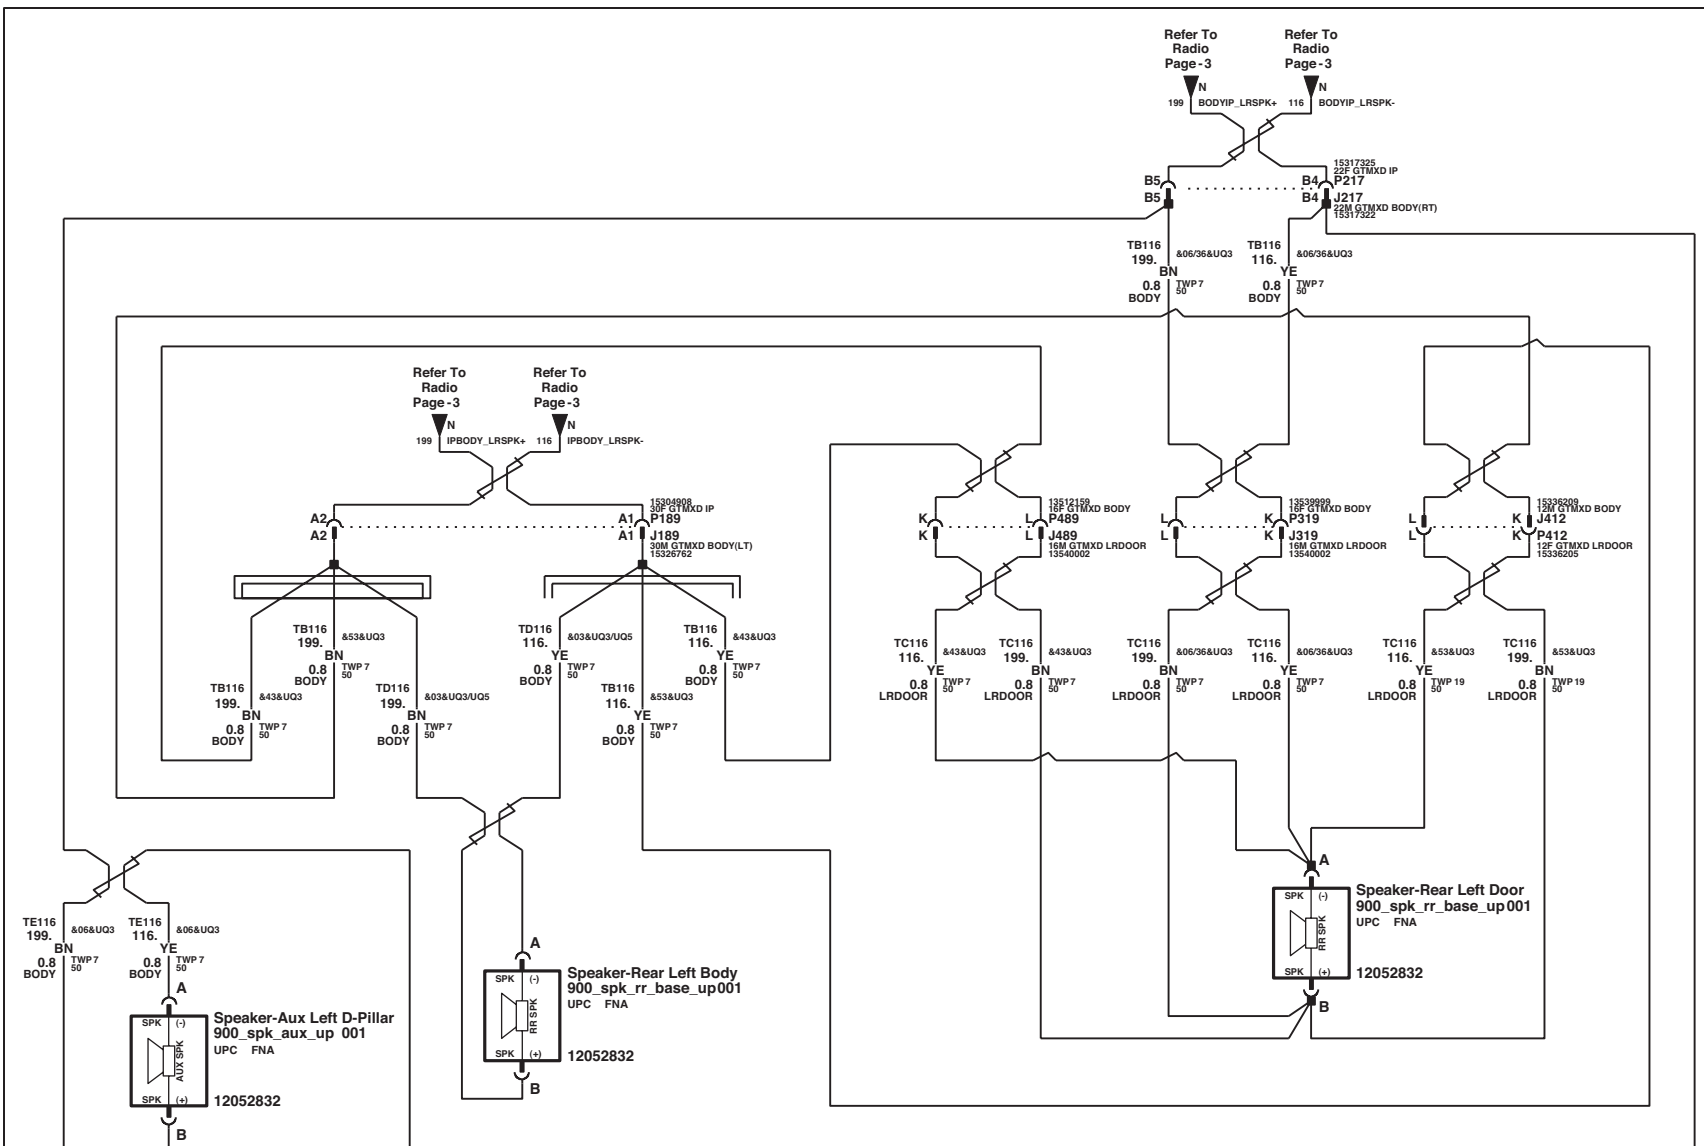 Refer To
Radio
Page-3
N
199 BODYIP_LRSPK+
Refer To
Radio
Page-3
N
116 BODYIP_LRSPK-
15317325
22F GTMXD IP
B5
B4 P217
B5
B4 J217
22M GTMXD BODY(RT)
15317322
TB116
199.
&06/36&UQ3
BN
0.8
BODY
TWP 7
50
TB116
116.
&06/36&UQ3
YE
0.8
BODY
TWP 7
50
Refer To
Radio
Page-3
N
199 IPBODY_LRSPK+
Refer To
Radio
Page-3
N
116 IPBODY_LRSPK-
15304908
30F GTMXD IP
A2
A1 P189
A2
A1 J189
30M GTMXD BODY(LT)
15326762
13512159
16F GTMXD BODY
K
L P489
K
L J489
16M GTMXD LRDOOR
13540002
13539999
16F GTMXD BODY
L
K P319
L
K J319
16M GTMXD LRDOOR
13540002
15336209
12M GTMXD BODY
L
K J412
L
K P412
12F GTMXD LRDOOR
15336205
TB116
199.
&43&UQ3
BN
0.8
BODY
TWP 7
50
TB116
199.
&53&UQ3
BN
0.8
BODY
TWP 7
50
TD116
199.
&03&UQ3/UQ5
BN
0.8
BODY
TWP 7
50
TD116
116.
&03&UQ3/UQ5
YE
0.8
BODY
TWP 7
50
TB116
116.
&53&UQ3
YE
0.8
BODY
TWP 7
50
TB116
116.
&43&UQ3
YE
0.8
BODY
TWP 7
50
TC116
116.
&43&UQ3
YE
0.8
LRDOOR
TWP 7
50
TC116
199.
&43&UQ3
BN
0.8
LRDOOR
TWP 7
50
TC116
199.
&06/36&UQ3
BN
0.8
LRDOOR
TWP 7
50
TC116
116.
&06/36&UQ3
YE
0.8
LRDOOR
TWP 7
50
TC116
116.
&53&UQ3
YE
0.8
LRDOOR
TWP 19
50
TC116
199.
&53&UQ3
BN
0.8
LRDOOR
TWP 19
50
A
SPK (-)
RR SPK
SPK (+)
B
Speaker-Rear Left Door
900_spk_rr_base_up001
UPC FNA
12052832
TE116
199.
&06&UQ3
BN
0.8
BODY
TWP 7
50
TE116
116.
&06&UQ3
YE
0.8
BODY
TWP 7
50
A
SPK (-)
RR SPK
SPK (+)
B
Speaker-Rear Left Body
900_spk_rr_base_up001
UPC FNA
12052832
A
SPK (-)
AUX SPK
SPK (+)
B
Speaker-Aux Left D-Pillar
900_spk_aux_up 001
UPC FNA
12052832